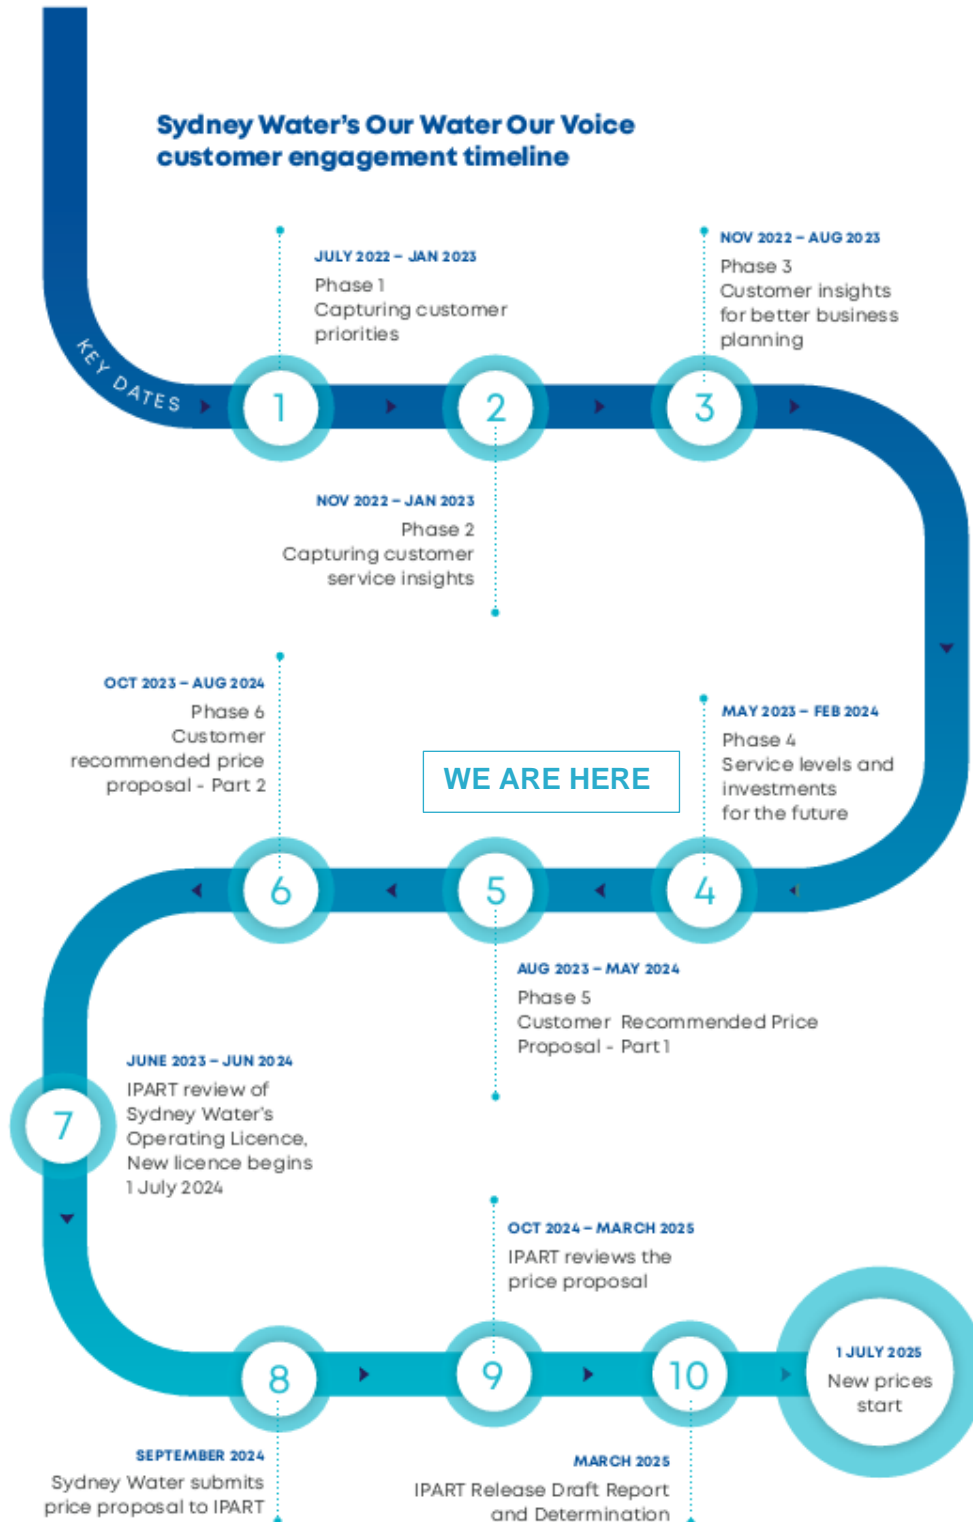 Sydney Water's Our Water Our Voice
customer engagement timeline
KEY DATES
1
JULY 2022 – JAN 2023
Phase 1
Capturing customer
priorities
2
NOV 2022 – JAN 2023
Phase 2
Capturing customer
service insights
3
NOV 2022 – AUG 2023
Phase 3
Customer insights
for better business
planning
4
MAY 2023 – FEB 2024
Phase 4
Service levels and
investments
for the future
WE ARE HERE
5
AUG 2023 – MAY 2024
Phase 5
Customer Recommended Price
Proposal - Part 1
6
OCT 2023 – AUG 2024
Phase 6
Customer
recommended price
proposal - Part 2
7
JUNE 2023 – JUN 2024
IPART review of
Sydney Water's
Operating Licence,
New licence begins
1 July 2024
8
SEPTEMBER 2024
Sydney Water submits
price proposal to IPART
9
OCT 2024 – MARCH 2025
IPART reviews the
price proposal
10
MARCH 2025
IPART Release Draft Report
and Determination
1 JULY 2025
New prices
start